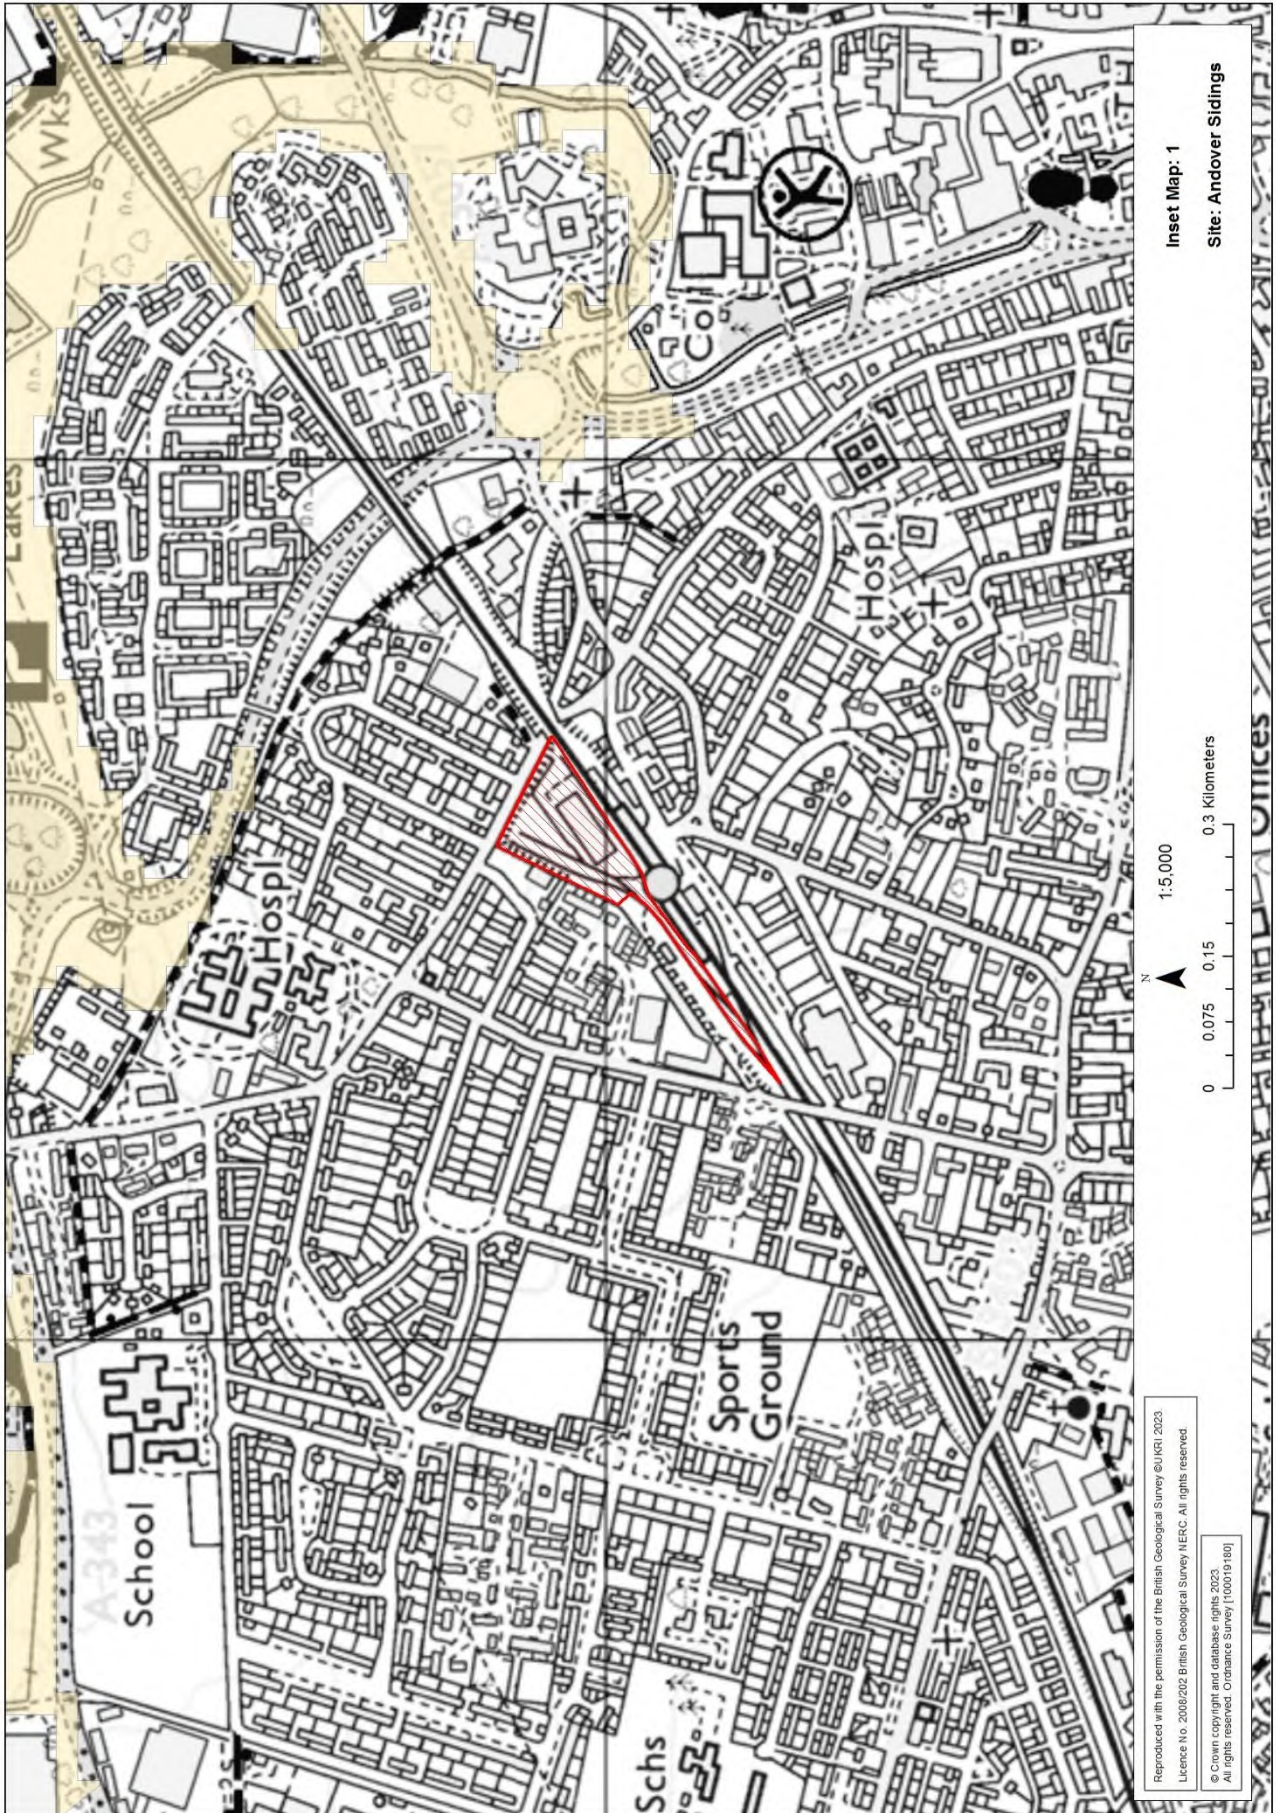 Wks
Lakes
P
Hospl
Coll
A343
School
Sports
Ground
Hospl
Schs
B3402
Offices
Inset Map: 1
Site: Andover Sidings
1:5,000
N
0 0.075 0.15 0.3 Kilometers
Reproduced with the permission of the British Geological Survey ©UKRI 2023.
Licence No. 2008/202 British Geological Survey NERC. All rights reserved.
© Crown copyright and database rights 2023.
All rights reserved. Ordnance Survey [100019180]